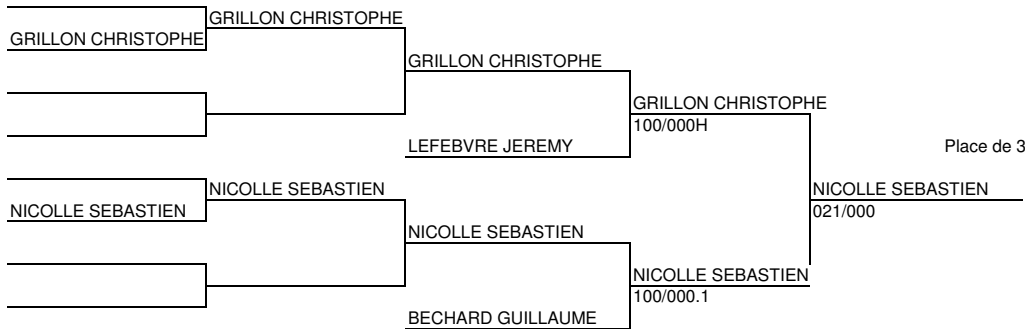 GRILLON CHRISTOPHE
GRILLON CHRISTOPHE
GRILLON CHRISTOPHE
GRILLON CHRISTOPHE
100/000H
LEFEBVRE JEREMY
Place de 3
NICOLLE SEBASTIEN
NICOLLE SEBASTIEN
021/000
NICOLLE SEBASTIEN
NICOLLE SEBASTIEN
NICOLLE SEBASTIEN
100/000.1
BECHARD GUILLAUME